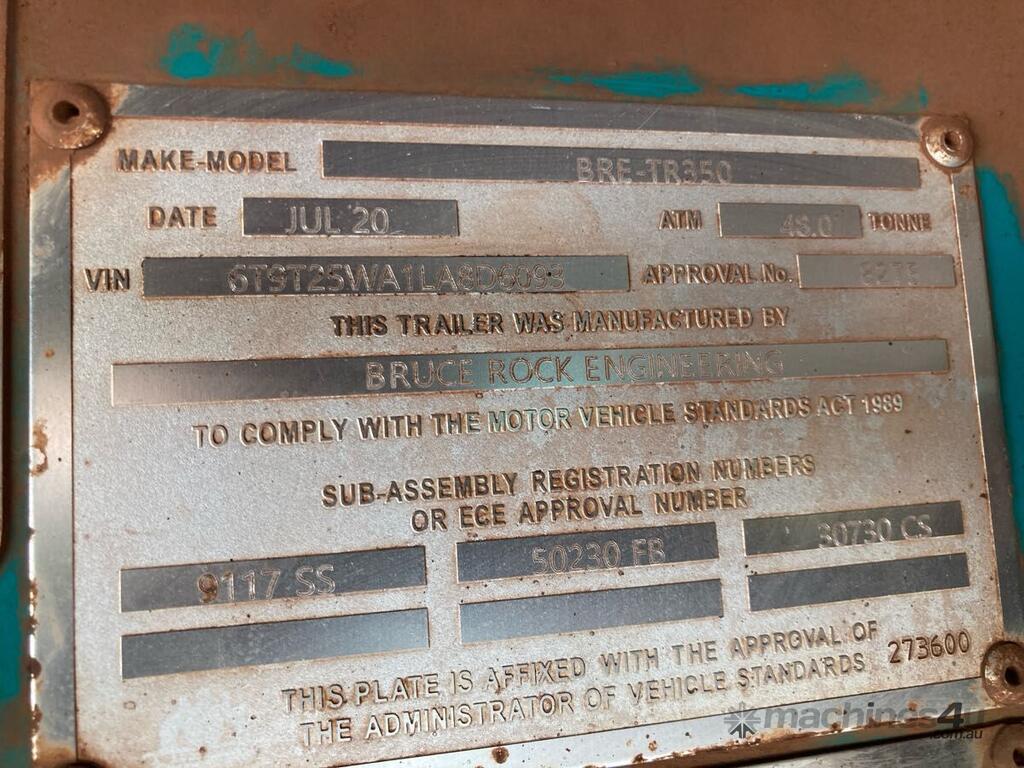 MAKE-MODEL BRE-TR350
DATE JUL 20 ATM TONNE
VIN 6T9T25WA1LA8D6093 APPROVAL No.
THIS TRAILER WAS MANUFACTURED BY
BRUCE ROCK ENGINEERING
TO COMPLY WITH THE MOTOR VEHICLE STANDARDS ACT 1989
SUB-ASSEMBLY REGISTRATION NUMBERS
OR ECE APPROVAL NUMBER
9117 SS 50230 FB 30730 CS
THIS PLATE IS AFFIXED WITH THE APPROVAL OF
THE ADMINISTRATOR OF VEHICLE STANDARDS 273600
machines4u
.com.au